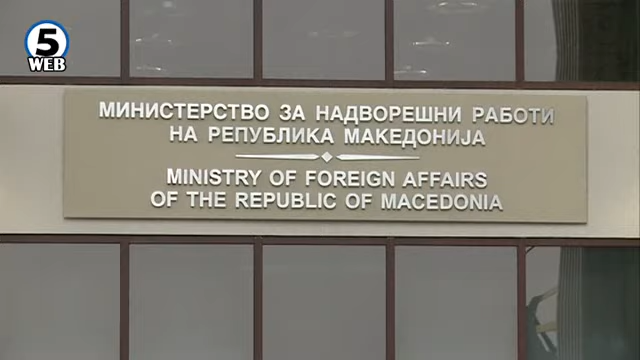 5
WEB
МИНИСТЕРСТВО ЗА НАДВОРЕШНИ РАБОТИ
НА РЕПУБЛИКА МАКЕДОНИЈА
MINISTRY OF FOREIGN AFFAIRS
OF THE REPUBLIC OF MACEDONIA